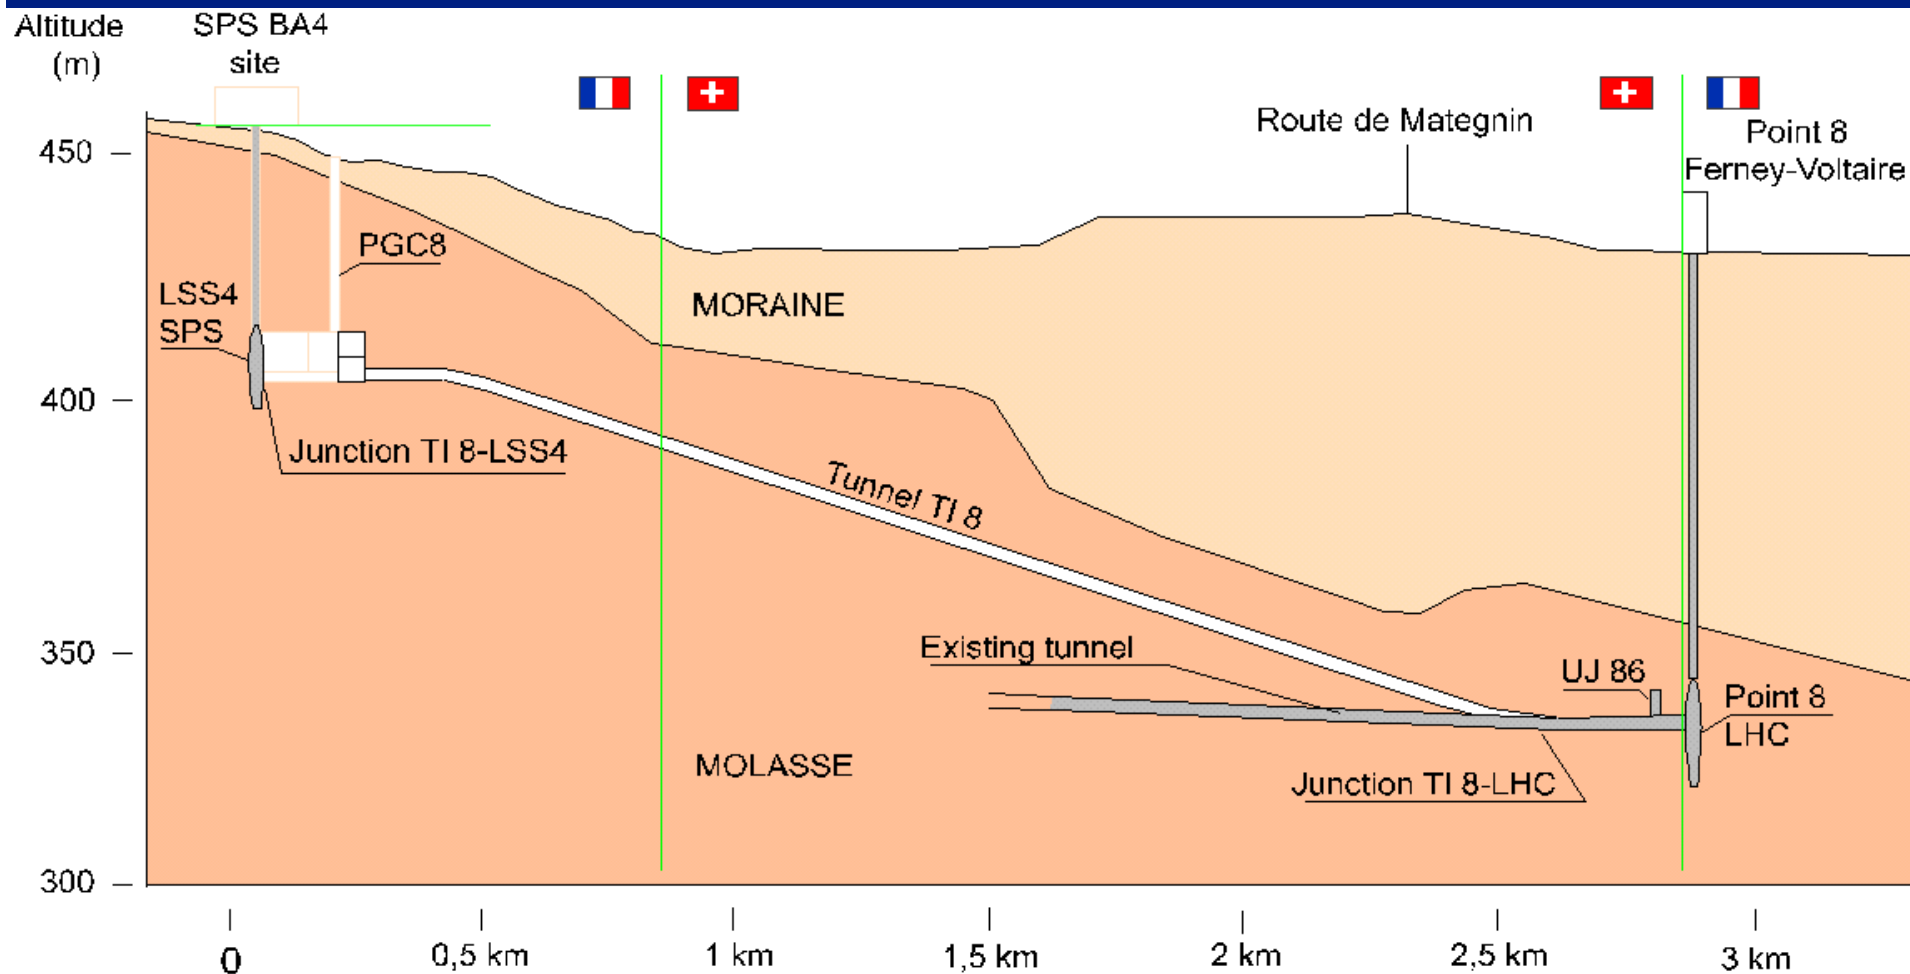 Altitude
(m)
SPS BA4
site
Route de Mategnin
Point 8
Ferney-Voltaire
450
PGC8
LSS4
SPS
MORAINE
400
Junction TI 8-LSS4
Tunnel TI 8
350
Existing tunnel
UJ 86
Point 8
LHC
MOLASSE
Junction TI 8-LHC
300
0
0,5 km
1 km
1,5 km
2 km
2,5 km
3 km